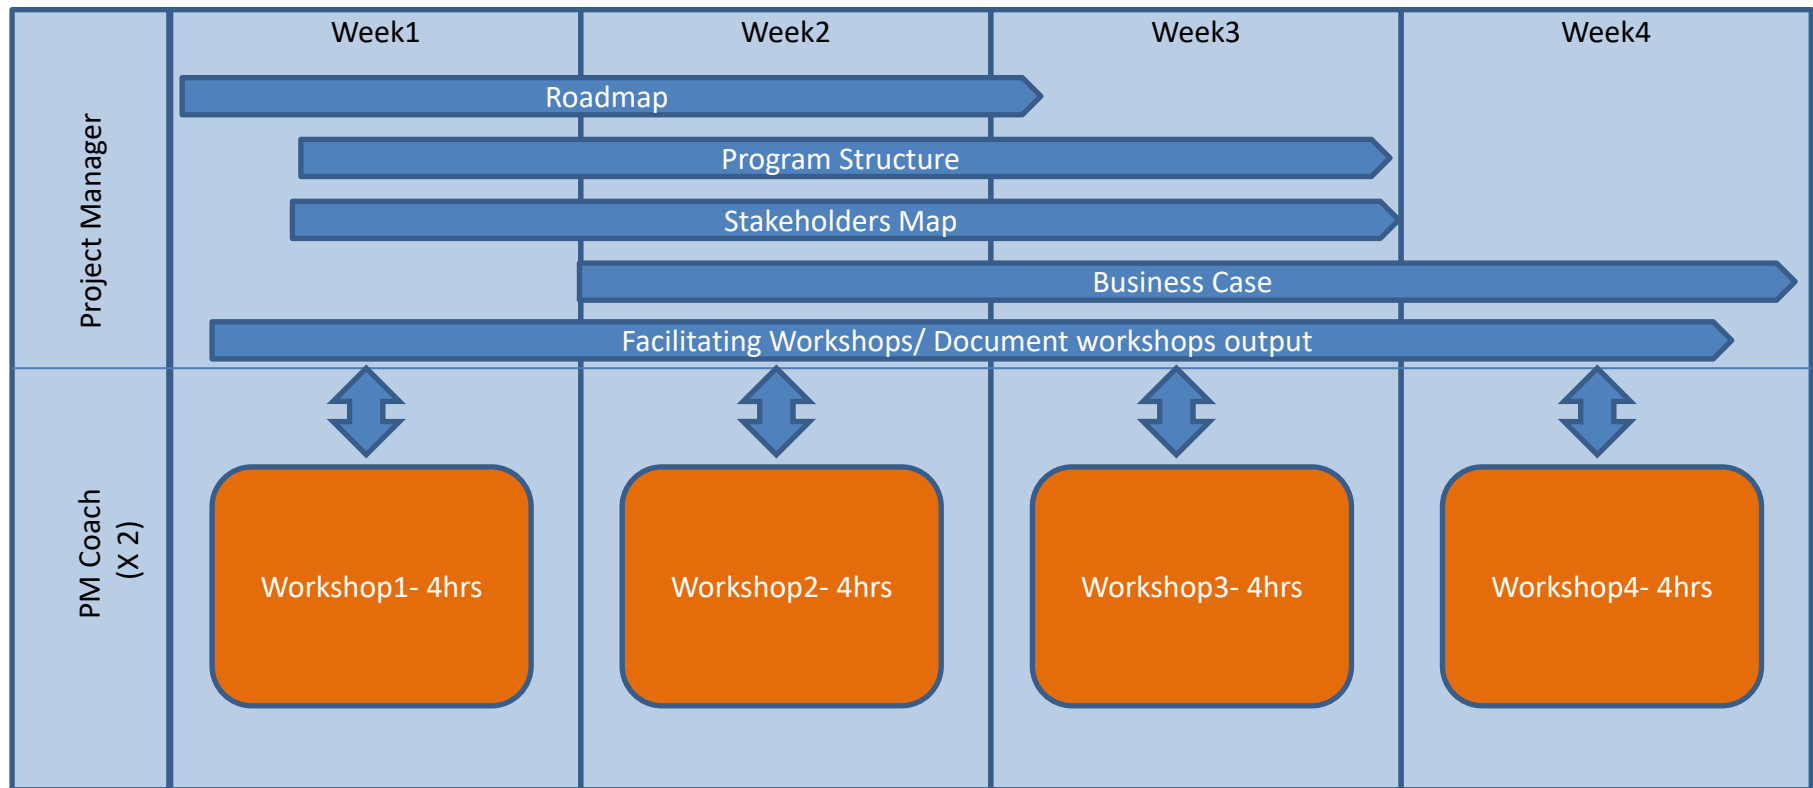 Week1
Week2
Week3
Week4
Project Manager
Roadmap
Program Structure
Stakeholders Map
Business Case
Facilitating Workshops/ Document workshops output
PM Coach
(X 2)
Workshop1- 4hrs
Workshop2- 4hrs
Workshop3- 4hrs
Workshop4- 4hrs